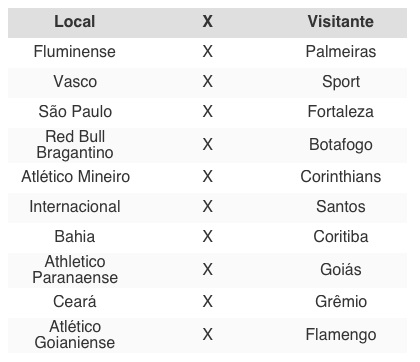 Local X Visitante
Fluminense X Palmeiras
Vasco X Sport
São Paulo X Fortaleza
Red Bull
Bragantino X Botafogo
Atlético Mineiro X Corinthians
Internacional X Santos
Bahia X Coritiba
Athletico
Paranaense X Goiás
Ceará X Grêmio
Atlético
Goianiense X Flamengo